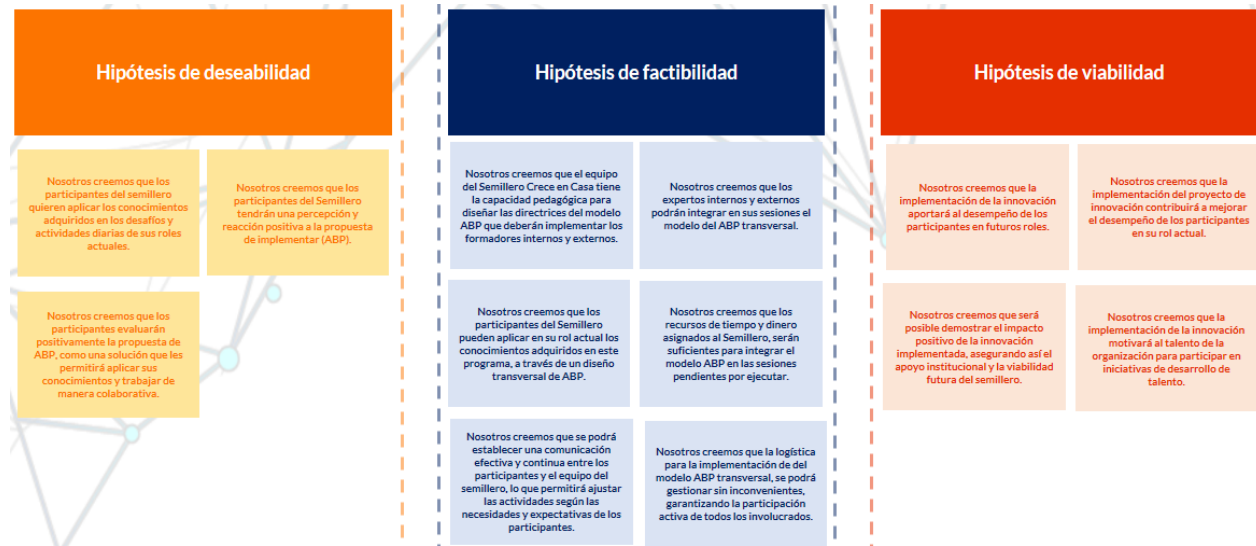 Hipótesis de deseabilidad
Nosotros creemos que los
participantes del semillero
quieren aplicar los conocimientos
adquiridos en los desafíos y
actividades diarias de sus roles
actuales.
Nosotros creemos que los
participantes del Semillero
tendrán una percepción y
reacción positiva a la propuesta
de implementar (ABP).
Nosotros creemos que los
participantes evaluarán
positivamente la propuesta de
ABP, como una solución que les
permitirá aplicar sus
conocimientos y trabajar de
manera colaborativa.
Hipótesis de factibilidad
Nosotros creemos que el equipo
del Semillero Crece en Casa tiene
la capacidad pedagógica para
diseñar las directrices del modelo
ABP que deberán implementar los
formadores internos y externos.
Nosotros creemos que los
expertos internos y externos
podrán integrar en sus sesiones el
modelo del ABP transversal.
Nosotros creemos que los
participantes del Semillero
pueden aplicar en su rol actual los
conocimientos adquiridos en este
programa, a través de un diseño
transversal de ABP.
Nosotros creemos que los
recursos de tiempo y dinero
asignados al Semillero, serán
suficientes para integrar el
modelo ABP en las sesiones
pendientes por ejecutar.
Nosotros creemos que se podrá
establecer una comunicación
efectiva y continua entre los
participantes y el equipo del
semillero, lo que permitirá ajustar
las actividades según las
necesidades y expectativas de los
participantes.
Nosotros creemos que la logística
para la implementación de del
modelo ABP transversal, se podrá
gestionar sin inconvenientes,
garantizando la participación
activa de todos los involucrados.
Hipótesis de viabilidad
Nosotros creemos que la
implementación de la innovación
aportará al desempeño de los
participantes en futuros roles.
Nosotros creemos que la
implementación del proyecto de
innovación contribuirá a mejorar
el desempeño de los participantes
en su rol actual.
Nosotros creemos que será
posible demostrar el impacto
positivo de la innovación
implementada, asegurando así el
apoyo institucional y la viabilidad
futura del semillero.
Nosotros creemos que la
implementación de la innovación
motivará al talento de la
organización para participar en
iniciativas de desarrollo de
talento.